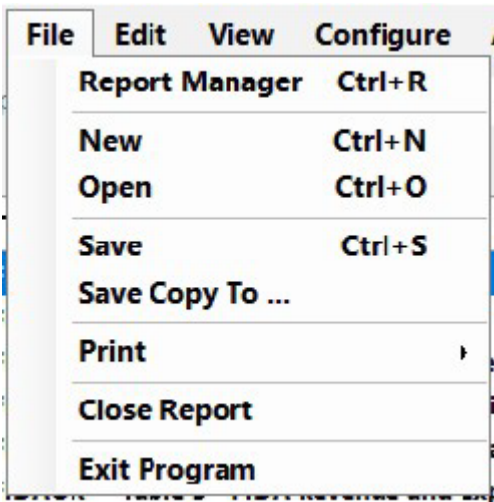 File Edit View Configure
Report Manager Ctrl+R
New Ctrl+N
Open Ctrl+O
Save Ctrl+S
Save Copy To ...
Print
Close Report
Exit Program